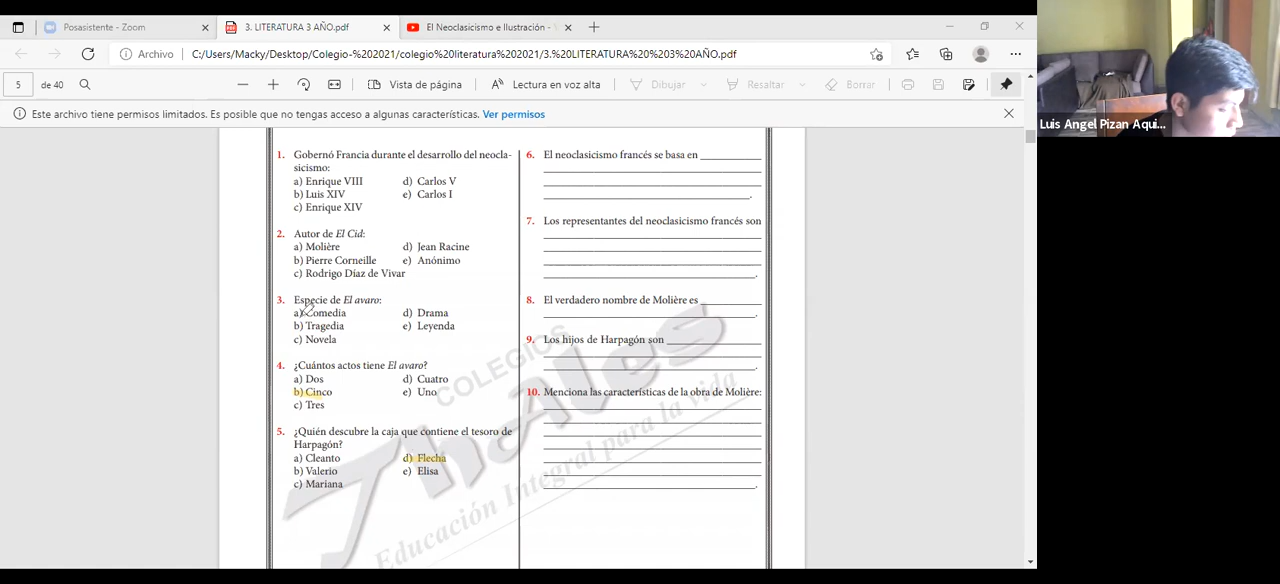 Posasistente - Zoom
3. LITERATURA 3 AÑO.pdf
El Neoclasicismo e Ilustración -
Archivo
C:/Users/Macky/Desktop/Colegio-%202021/colegio%20literatura%202021/3.%20LITERATURA%203%20AÑO.pdf
5
de 40
Vista de página
Lectura en voz alta
Dibujar
Resaltar
Borrar
Este archivo tiene permisos limitados. Es posible que no tengas acceso a algunas características. Ver permisos
Luis Angel Pizan Aqui...
1. Gobernó Francia durante el desarrollo del neocla-
sicismo:
a) Enrique VIII
d) Carlos V
b) Luis XIV
e) Carlos I
c) Enrique XIV
2. Autor de El Cid:
a) Molière
d) Jean Racine
b) Pierre Corneille
e) Anónimo
c) Rodrigo Díaz de Vivar
3. Especie de El avaro:
a) Comedia
d) Drama
b) Tragedia
e) Leyenda
c) Novela
4. ¿Cuántos actos tiene El avaro?
a) Dos
d) Cuatro
b) Cinco
e) Uno
c) Tres
5. ¿Quién descubre la caja que contiene el tesoro de
Harpagón?
a) Cleanto
d) Flecha
b) Valerio
e) Elisa
c) Mariana
6. El neoclasicismo francés se basa en
7. Los representantes del neoclasicismo francés son
8. El verdadero nombre de Molière es
9. Los hijos de Harpagón son
10. Menciona las características de la obra de Molière:
COLEGIOS
Thales
Educación Integral para la vida